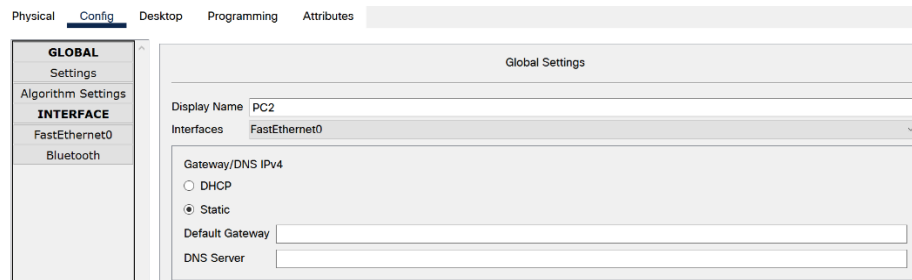 Physical Config Desktop Programming Attributes
GLOBAL
Settings
Algorithm Settings
INTERFACE
FastEthernet0
Bluetooth
Global Settings
Display Name PC2
Interfaces FastEthernet0
Gateway/DNS IPv4
DHCP
Static
Default Gateway
DNS Server